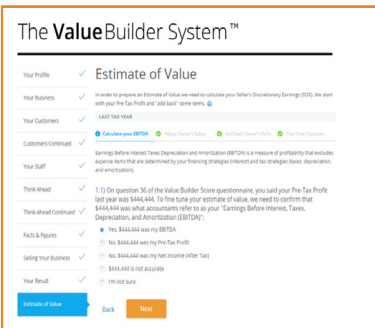 The Value Builder System™
Your Profile
Your Business
Your Customers
Customers Continued
Your Staff
Think Ahead
Think Ahead Continued
Facts & Figures
Selling Your Business
Your Result
Estimate of Value
Estimate of Value
In order to prepare an Estimate of Value we need to calculate your Seller's Discretionary Earnings (SDE). We start
with your Pre-Tax Profit and "add back" some items.
LAST TAX YEAR
1 Calculate your EBITDA Adjust Owner's Salary Add back Owner's Perks One-Time Expenses
Earnings Before Interest Taxes Depreciation and Amortization (EBITDA) is a measure of profitability that excludes
expense items that are determined by your financing strategies (interest) and tax strategies (taxes, depreciation,
and amortization).
1.1) On question 36 of the Value Builder Score questionnaire, you said your Pre-Tax Profit
last year was $444,444. To fine tune your estimate of value, we need to confirm that
$444,444 was what accountants refer to as your "Earnings Before Interest, Taxes,
Depreciation, and Amortization (EBITDA)":
Yes, $444,444 was my EBITDA
No, $444,444 was my Pre-Tax Profit
No, $444,444 was my Net Income (After Tax)
$444,444 is not accurate
I'm not sure
Back Next